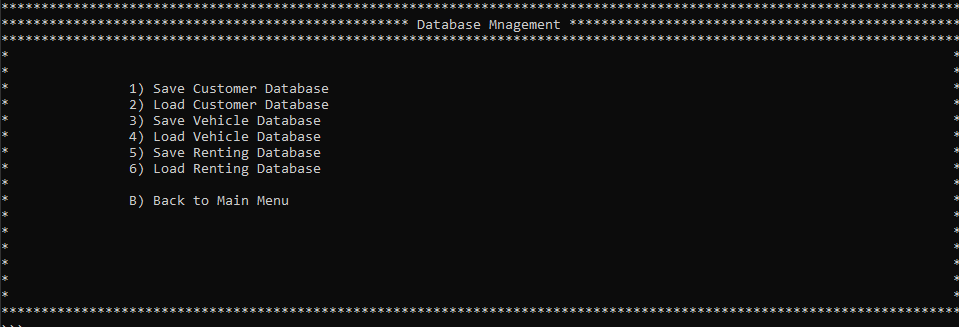 Database Mnagement
1) Save Customer Database
2) Load Customer Database
3) Save Vehicle Database
4) Load Vehicle Database
5) Save Renting Database
6) Load Renting Database
B) Back to Main Menu